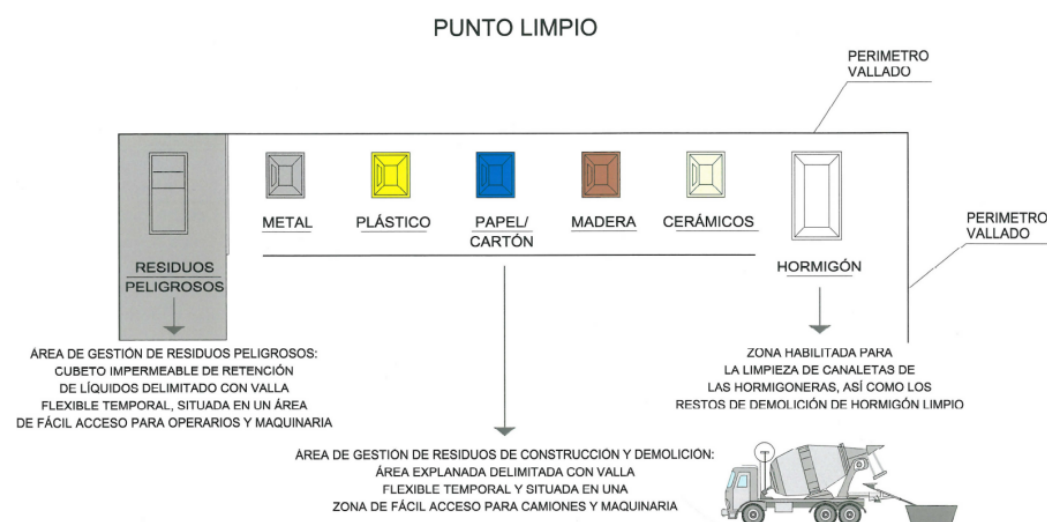 PUNTO LIMPIO
PERIMETRO
VALLADO
PERIMETRO
VALLADO
METAL
PLÁSTICO
PAPEL/
CARTÓN
MADERA
CERÁMICOS
HORMIGÓN
RESIDUOS
PELIGROSOS
ÁREA DE GESTIÓN DE RESIDUOS PELIGROSOS:
CUBETO IMPERMEABLE DE RETENCIÓN
DE LÍQUIDOS DELIMITADO CON VALLA
FLEXIBLE TEMPORAL, SITUADA EN UN ÁREA
DE FÁCIL ACCESO PARA OPERARIOS Y MAQUINARIA
ZONA HABILITADA PARA
LA LIMPIEZA DE CANALETAS DE
LAS HORMIGONERAS, ASÍ COMO LOS
RESTOS DE DEMOLICIÓN DE HORMIGÓN LIMPIO
ÁREA DE GESTIÓN DE RESIDUOS DE CONSTRUCCIÓN Y DEMOLICIÓN:
ÁREA EXPLANADA DELIMITADA CON VALLA
FLEXIBLE TEMPORAL Y SITUADA EN UNA
ZONA DE FÁCIL ACCESO PARA CAMIONES Y MAQUINARIA